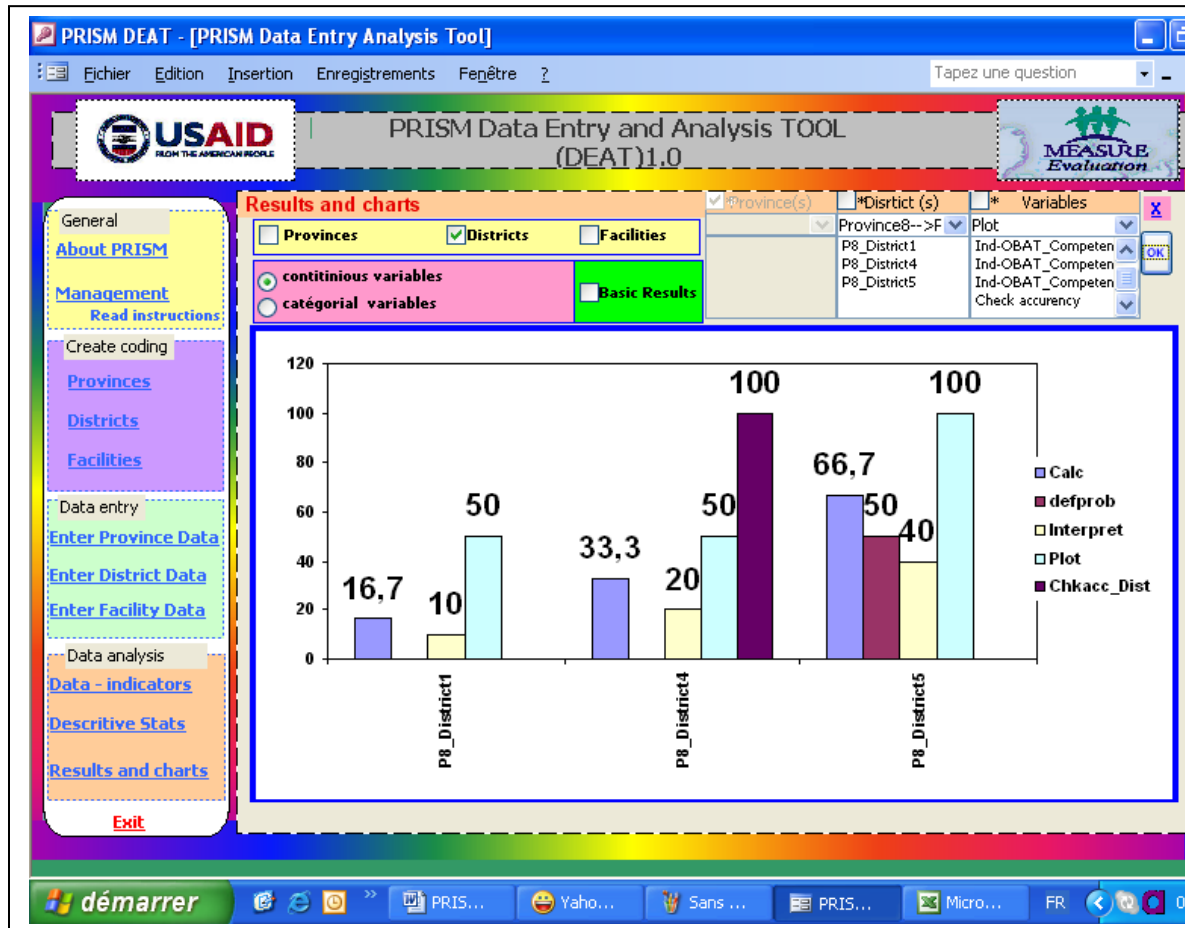 PRISM DEAT - [PRISM Data Entry Analysis Tool]
Fichier Edition Insertion Enregistrements Fenêtre ?
Tapez une question
USAID
FROM THE AMERICAN PEOPLE
PRISM Data Entry and Analysis TOOL
(DEAT)1.0
MEASURE
Evaluation
General
About PRISM
Management
Read instructions
Create coding
Provinces
Districts
Facilities
Data entry
Enter Province Data
Enter District Data
Enter Facility Data
Data analysis
Data - indicators
Descritive Stats
Results and charts
Exit
Results and charts
Provinces Districts Facilities
contitinious variables
catégorial variables
Basic Results
*Province(s)
*Disrtict (s)
Province8-->F
P8_District1
P8_District4
P8_District5
* Variables
Plot
Ind-OBAT_Competen
Ind-OBAT_Competen
Ind-OBAT_Competen
Check accurency
X
OK
120
100
80
60
40
20
0
16,7
10
50
33,3
20
50
100
66,7
50
40
100
P8_District1
P8_District4
P8_District5
Calc
defprob
Interpret
Plot
Chkacc_Dist
démarrer
PRIS...
Yaho...
Sans ...
PRIS...
Micro...
FR
0